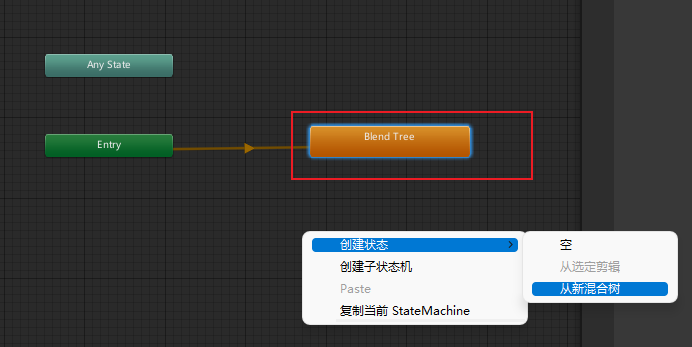 Any State
Entry
Blend Tree
创建状态
创建子状态机
Paste
复制当前 StateMachine
空
从选定剪辑
从新混合树